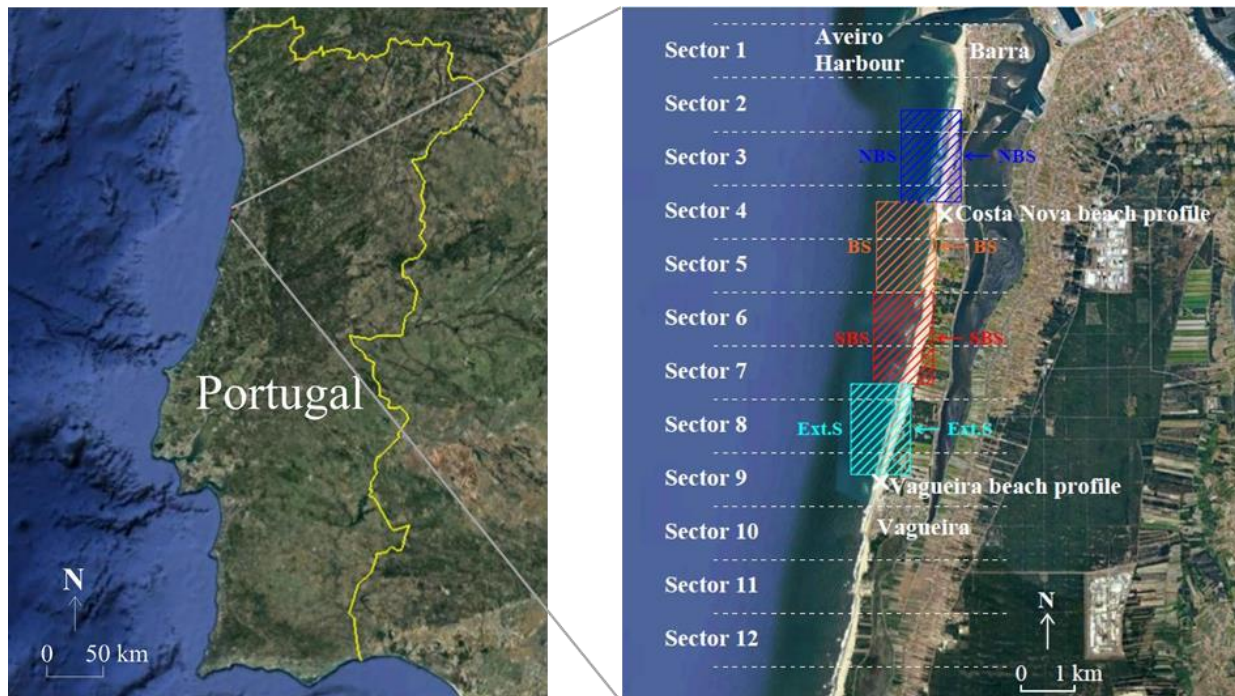 Portugal
N
0 50 km
Sector 1
Aveiro
Harbour
Barra
Sector 2
Sector 3
NBS
NBS
Sector 4
Costa Nova beach profile
BS
BS
Sector 5
Sector 6
SBS
SBS
Sector 7
Sector 8
Ext.S
Ext.S
Sector 9
Vagueira beach profile
Sector 10
Vagueira
Sector 11
Sector 12
N
0 1 km